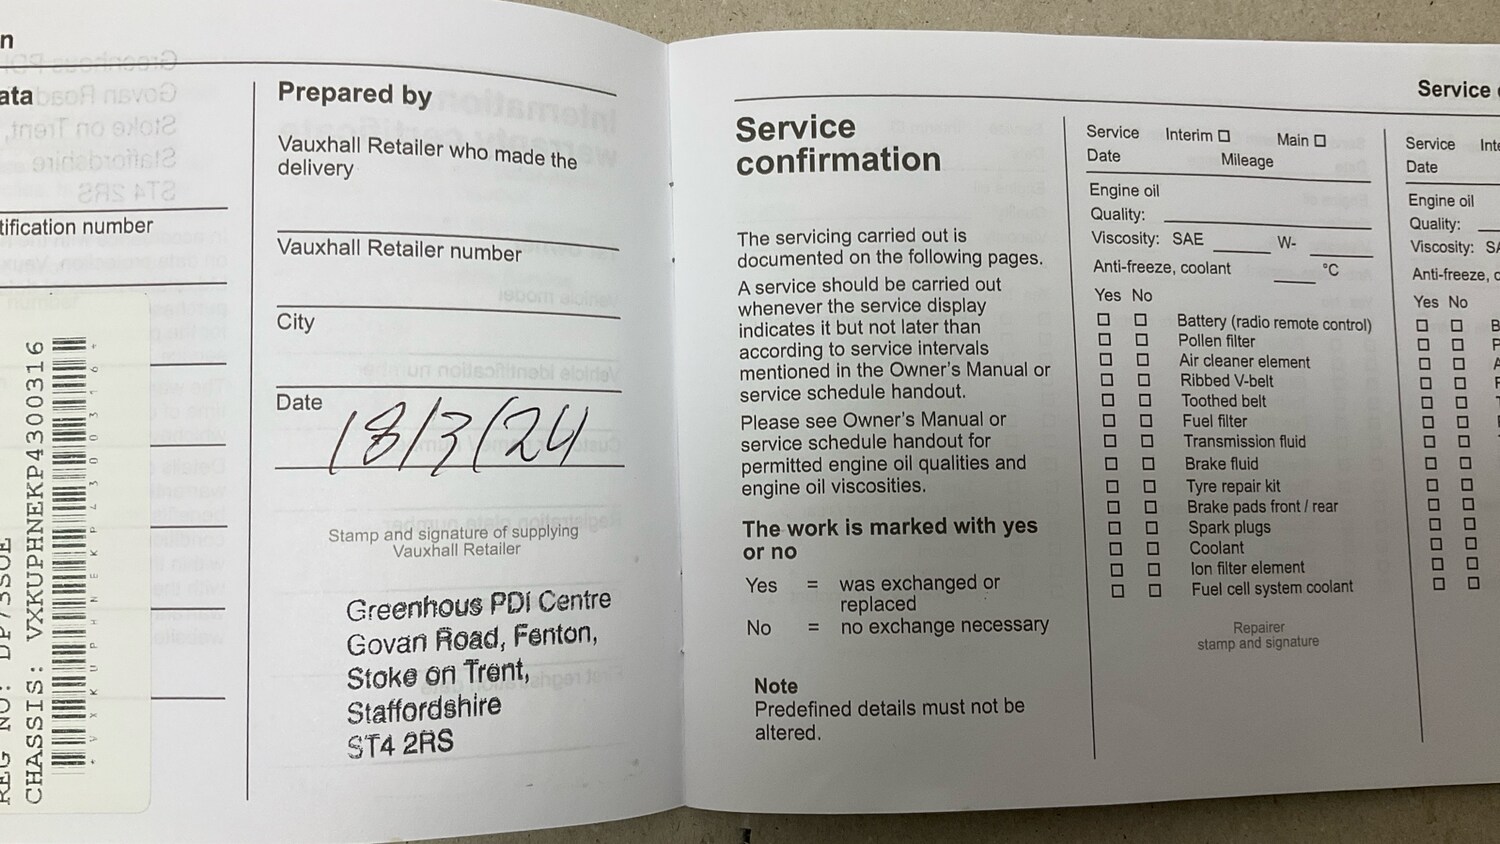 n
ata
tification number
REG NO: DP73SOE
CHASSIS: VXKUPHNEKP4300316
Prepared by
Vauxhall Retailer who made the
delivery
Vauxhall Retailer number
City
Date
18/3/24
Stamp and signature of supplying
Vauxhall Retailer
Greenhous PDI Centre
Govan Road, Fenton,
Stoke on Trent,
Staffordshire
ST4 2RS
Service
confirmation
The servicing carried out is
documented on the following pages.
A service should be carried out
whenever the service display
indicates it but not later than
according to service intervals
mentioned in the Owner's Manual or
service schedule handout.
Please see Owner's Manual or
service schedule handout for
permitted engine oil qualities and
engine oil viscosities.
The work is marked with yes
or no
Yes = was exchanged or
replaced
No = no exchange necessary
Note
Predefined details must not be
altered.
Service
Service Interim Main
Date Mileage
Engine oil
Quality:
Viscosity: SAE W-
Anti-freeze, coolant °C
Yes No
Battery (radio remote control)
Pollen filter
Air cleaner element
Ribbed V-belt
Toothed belt
Fuel filter
Transmission fluid
Brake fluid
Tyre repair kit
Brake pads front / rear
Spark plugs
Coolant
Ion filter element
Fuel cell system coolant
Repairer
stamp and signature
Service Inte
Date
Engine oil
Quality:
Viscosity: SA
Anti-freeze, c
Yes No